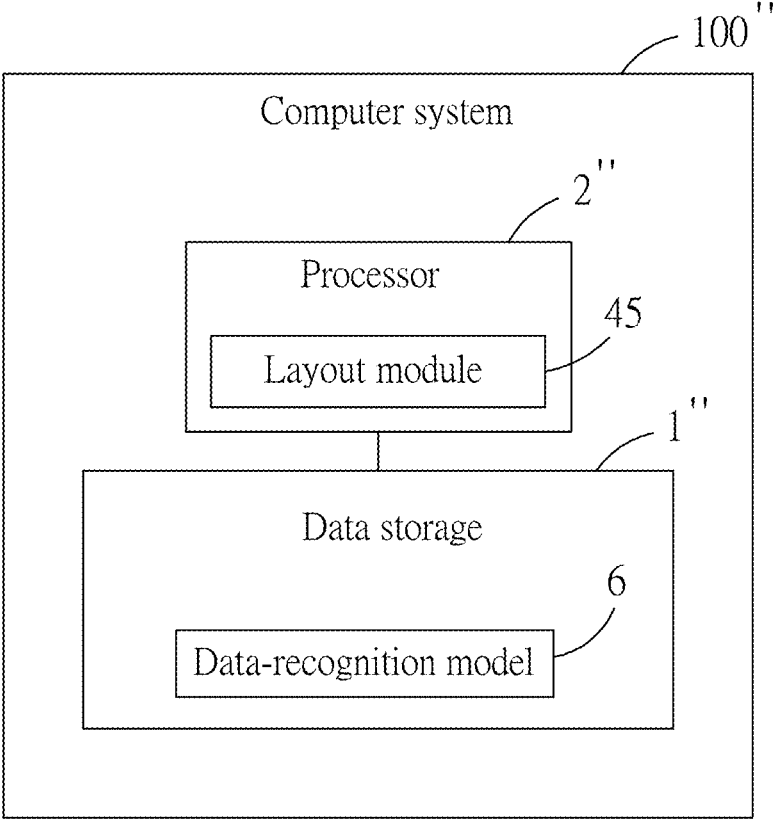 100''
Computer system
2''
Processor
45
Layout module
1''
Data storage
6
Data-recognition model